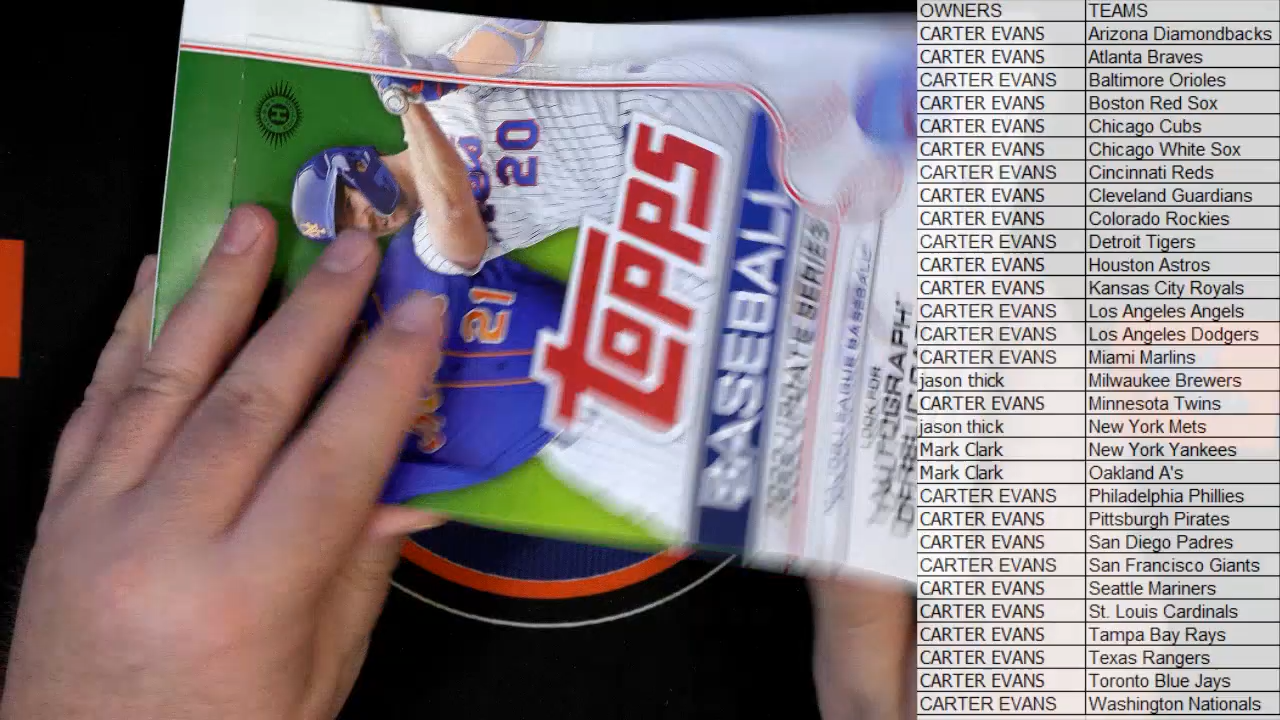 20
21
TOPPS
BASEBALL
2022 UPDATE SERIES
LOOK FOR
AUTOGRAPH
OWNERS TEAMS
CARTER EVANS Arizona Diamondbacks
CARTER EVANS Atlanta Braves
CARTER EVANS Baltimore Orioles
CARTER EVANS Boston Red Sox
CARTER EVANS Chicago Cubs
CARTER EVANS Chicago White Sox
CARTER EVANS Cincinnati Reds
CARTER EVANS Cleveland Guardians
CARTER EVANS Colorado Rockies
CARTER EVANS Detroit Tigers
CARTER EVANS Houston Astros
CARTER EVANS Kansas City Royals
CARTER EVANS Los Angeles Angels
CARTER EVANS Los Angeles Dodgers
CARTER EVANS Miami Marlins
jason thick Milwaukee Brewers
CARTER EVANS Minnesota Twins
jason thick New York Mets
Mark Clark New York Yankees
Mark Clark Oakland A's
CARTER EVANS Philadelphia Phillies
CARTER EVANS Pittsburgh Pirates
CARTER EVANS San Diego Padres
CARTER EVANS San Francisco Giants
CARTER EVANS Seattle Mariners
CARTER EVANS St. Louis Cardinals
CARTER EVANS Tampa Bay Rays
CARTER EVANS Texas Rangers
CARTER EVANS Toronto Blue Jays
CARTER EVANS Washington Nationals